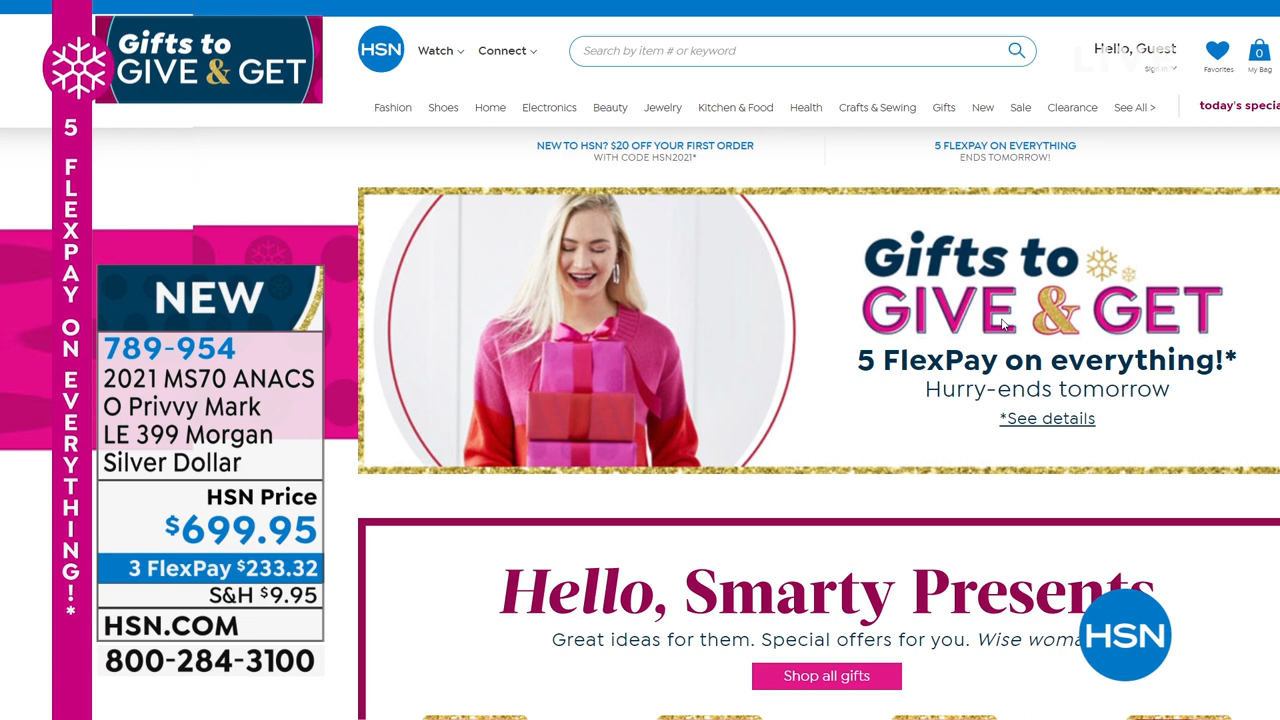 Gifts to
GIVE & GET
5 FLEXPAY ON EVERYTHING!*
NEW
789-954
2021 MS70 ANACS
O Privvy Mark
LE 399 Morgan
Silver Dollar
HSN Price
$699.95
3 FlexPay $233.32
S&H $9.95
HSN.COM
800-284-3100
HSN
Watch
Connect
Search by item # or keyword
LIVE
Hello, Guest
Sign In
Favorites
0
My Bag
Fashion Shoes Home Electronics Beauty Jewelry Kitchen & Food Health Crafts & Sewing Gifts New Sale Clearance See All >
today's specia
NEW TO HSN? $20 OFF YOUR FIRST ORDER
WITH CODE HSN2021*
5 FLEXPAY ON EVERYTHING
ENDS TOMORROW!
Gifts to
GIVE & GET
5 FlexPay on everything!*
Hurry-ends tomorrow
*See details
Hello, Smarty Presents
Great ideas for them. Special offers for you. Wise woma
Shop all gifts
HSN